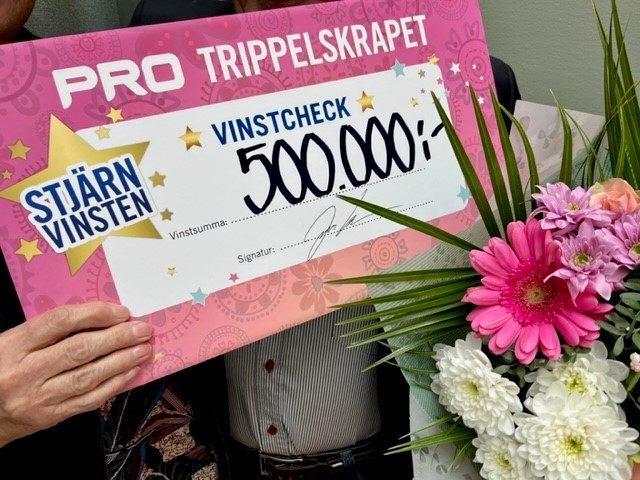 PRO TRIPPELSKRAPET
STJÄRN
VINSTEN
VINSTCHECK
500.000:-
Vinstsumma:
Signatur: